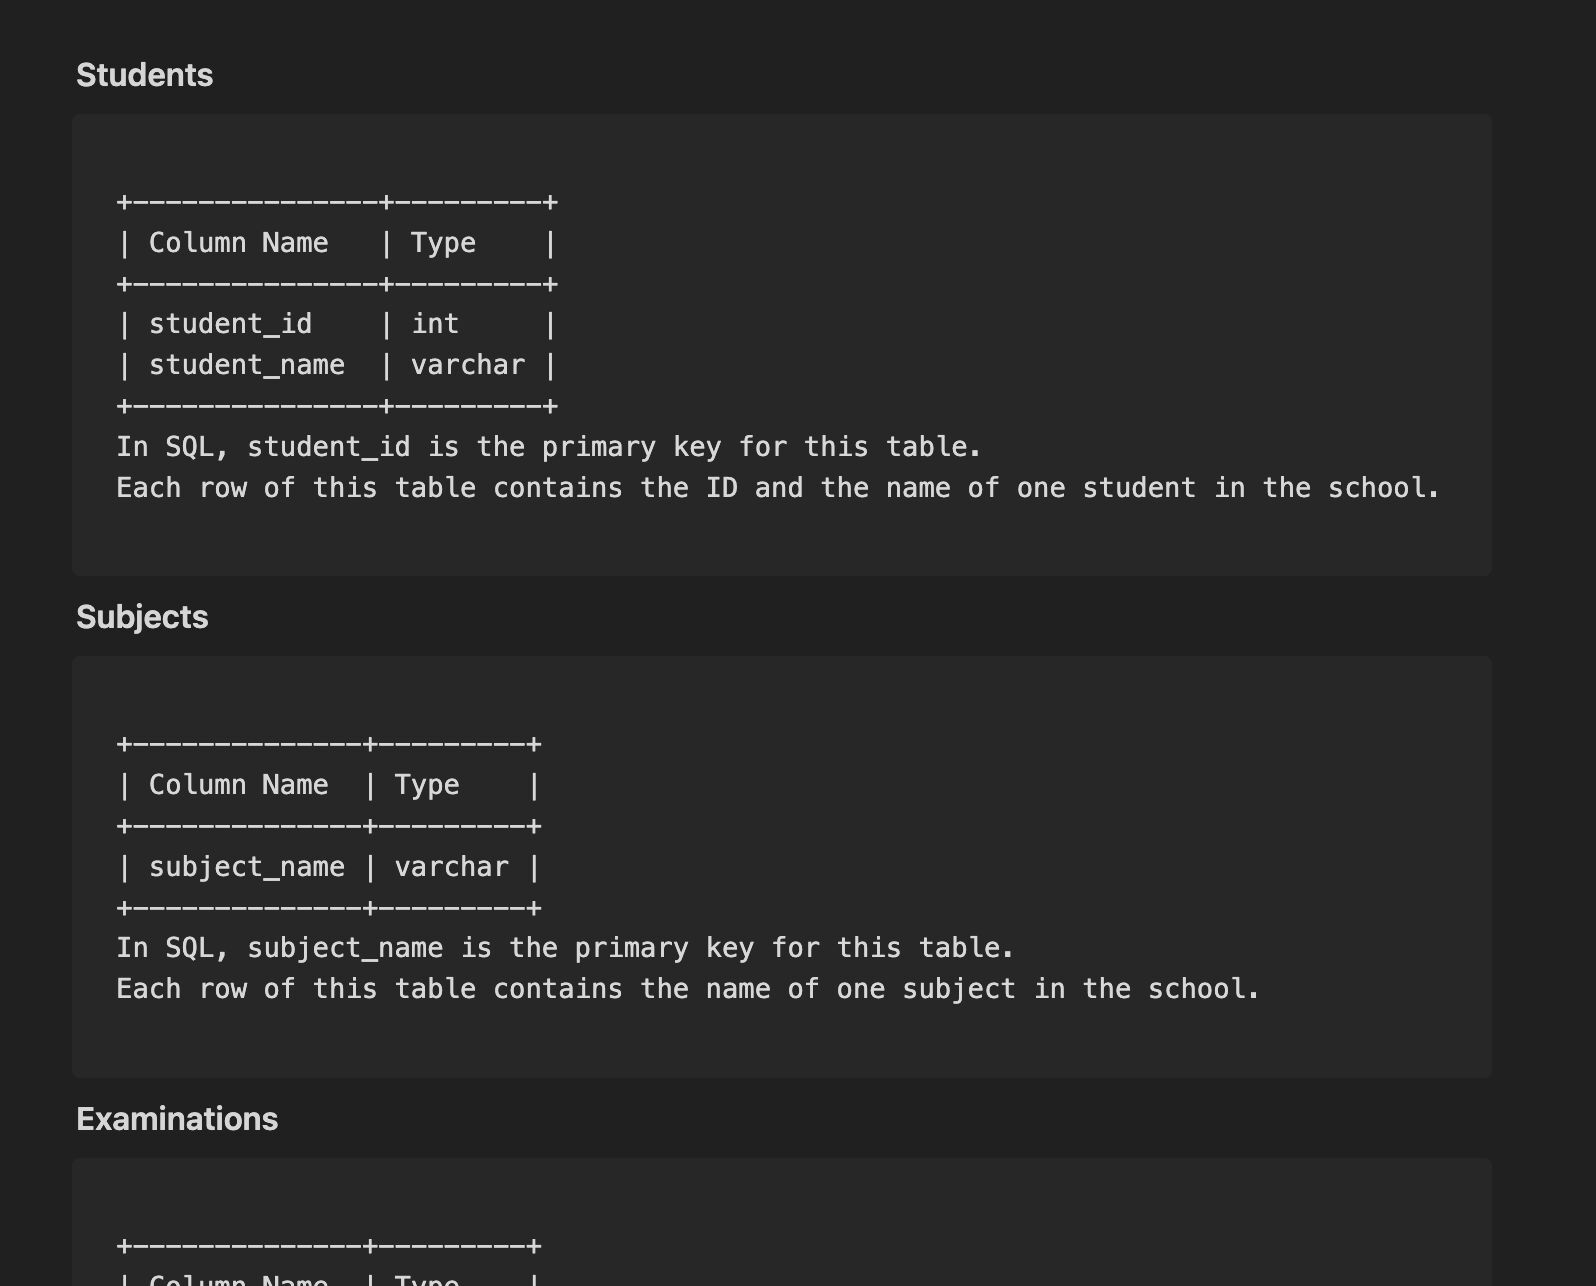 Students
+---------------+---------+
| Column Name   | Type    |
+---------------+---------+
| student_id    | int     |
| student_name  | varchar |
+---------------+---------+
In SQL, student_id is the primary key for this table.
Each row of this table contains the ID and the name of one student in the school.
Subjects
+--------------+---------+
| Column Name  | Type    |
+--------------+---------+
| subject_name | varchar |
+--------------+---------+
In SQL, subject_name is the primary key for this table.
Each row of this table contains the name of one subject in the school.
Examinations
+--------------+---------+
| Column Name  | Type    |